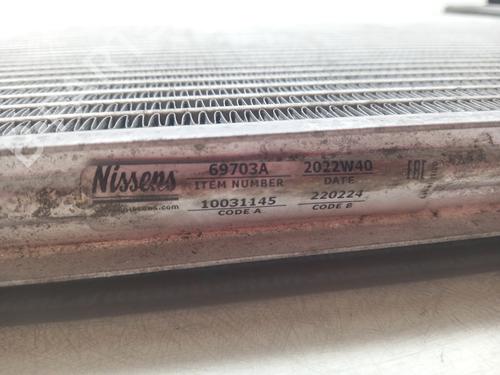 Nissens
69703A
ITEM NUMBER
2022W40
DATE
10031145
CODE A
220224
CODE B
EAC